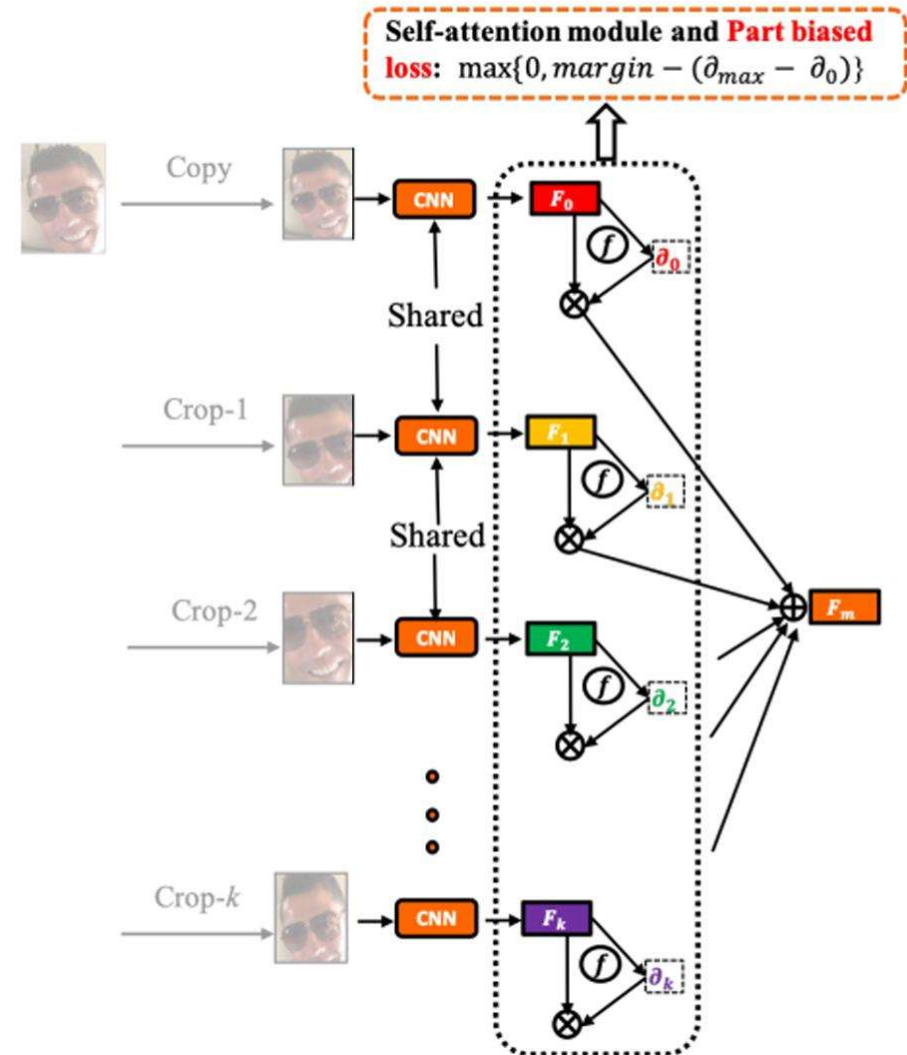 Self-attention module and Part biased
loss: max{0, margin − (∂max − ∂0)}
Copy
CNN
F0
f
∂0
Shared
Crop-1
CNN
F1
f
∂1
Shared
Crop-2
CNN
F2
f
∂2
Fm
Crop-k
CNN
Fk
f
∂k